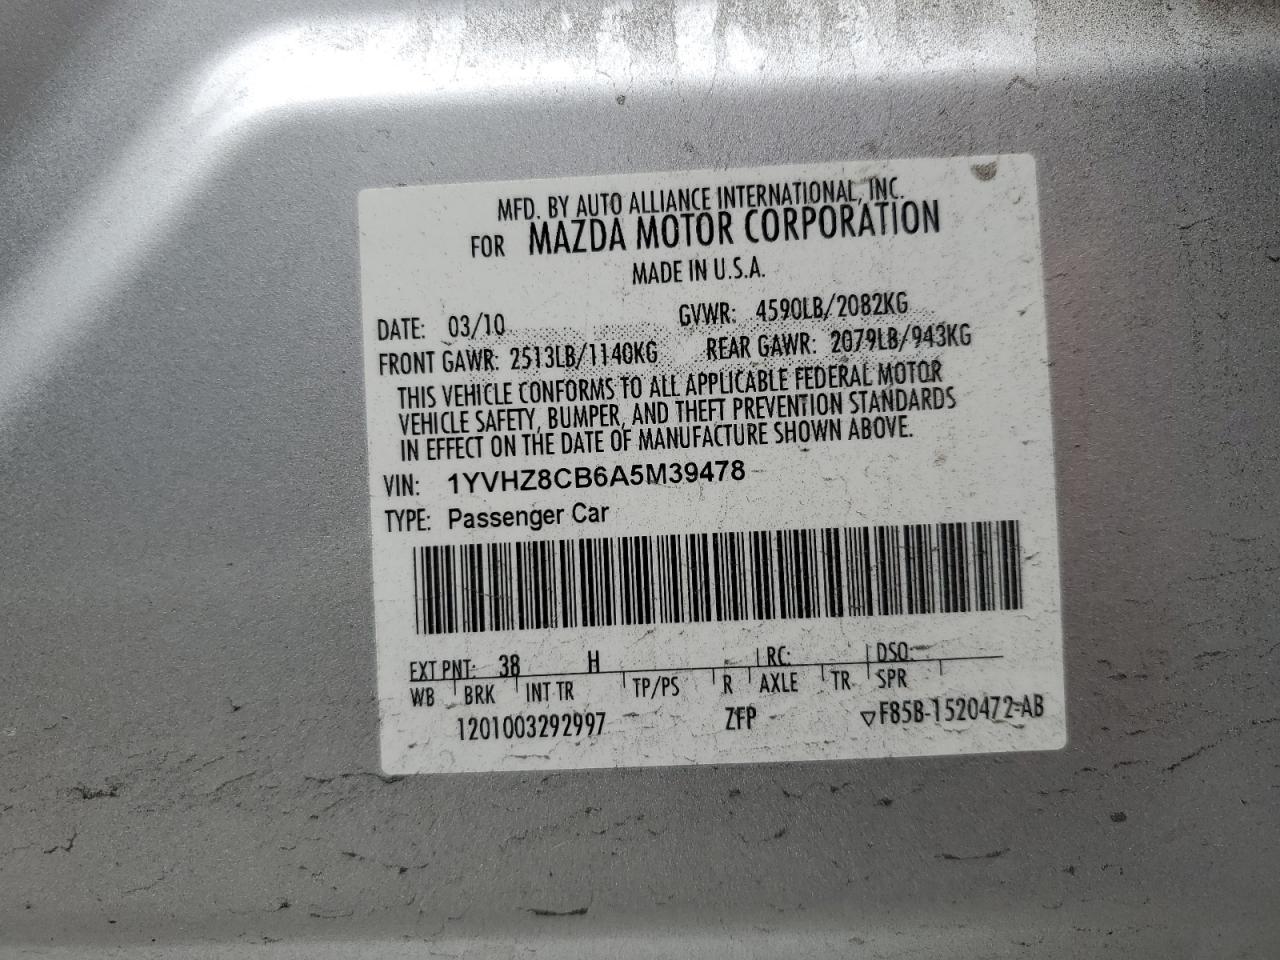 MFD. BY AUTO ALLIANCE INTERNATIONAL, INC.
FOR MAZDA MOTOR CORPORATION
MADE IN U.S.A.
DATE: 03/10 GVWR: 4590LB/2082KG
FRONT GAWR: 2513LB/1140KG REAR GAWR: 2079LB/943KG
THIS VEHICLE CONFORMS TO ALL APPLICABLE FEDERAL MOTOR
VEHICLE SAFETY, BUMPER, AND THEFT PREVENTION STANDARDS
IN EFFECT ON THE DATE OF MANUFACTURE SHOWN ABOVE.
VIN: 1YVHZ8CB6A5M39478
TYPE: Passenger Car
EXT PNT: 38 H RC: DSO:
WB BRK INT TR TP/PS R AXLE TR SPR
1201003292997 ZFP ▽F85B-1520472-AB